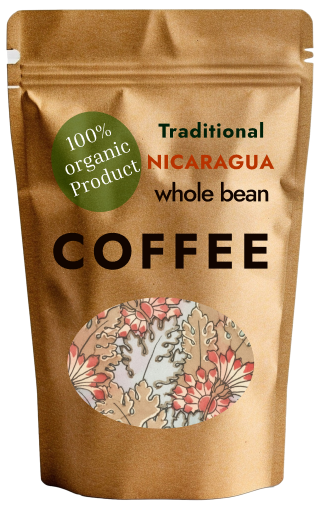 100%
organic
Product
Traditional
NICARAGUA
whole bean
COFFEE